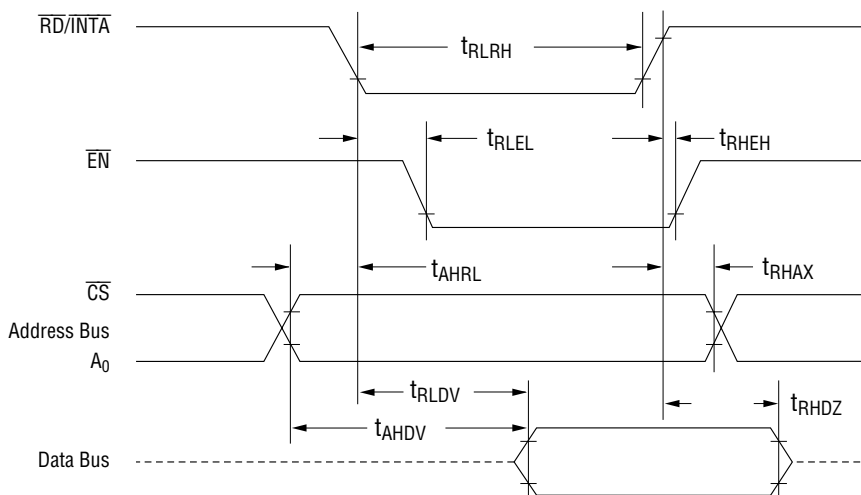 RD/INTA
tRLRH
tRLEL
tRHEH
EN
tAHRL
tRHAX
CS
Address Bus
A0
tRLDV
tRHDZ
tAHDV
Data Bus